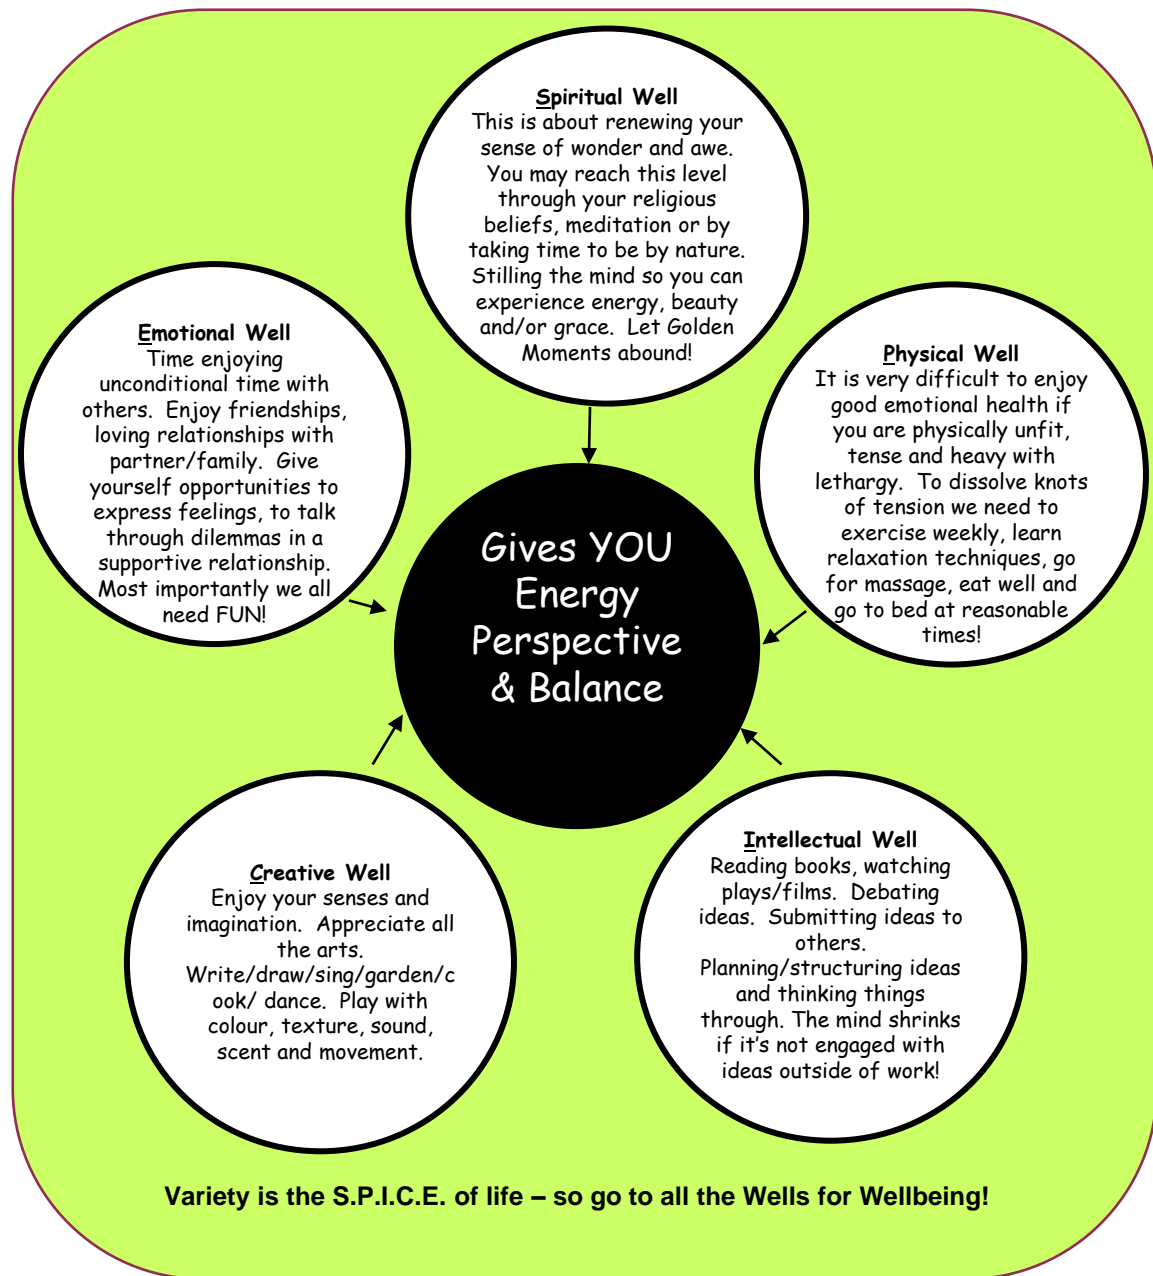 Spiritual Well
This is about renewing your
sense of wonder and awe.
You may reach this level
through your religious
beliefs, meditation or by
taking time to be by nature.
Stilling the mind so you can
experience energy, beauty
and/or grace.  Let Golden
Moments abound!
Physical Well
It is very difficult to enjoy
good emotional health if
you are physically unfit,
tense and heavy with
lethargy.  To dissolve knots
of tension we need to
exercise weekly, learn
relaxation techniques, go
for massage, eat well and
go to bed at reasonable
times!
Intellectual Well
Reading books, watching
plays/films.  Debating
ideas.  Submitting ideas to
others.
Planning/structuring ideas
and thinking things
through. The mind shrinks
if it’s not engaged with
ideas outside of work!
Creative Well
Enjoy your senses and
imagination.  Appreciate all
the arts.
Write/draw/sing/garden/c
ook/ dance.  Play with
colour, texture, sound,
scent and movement.
Emotional Well
Time enjoying
unconditional time with
others.  Enjoy friendships,
loving relationships with
partner/family.  Give
yourself opportunities to
express feelings, to talk
through dilemmas in a
supportive relationship.
Most importantly we all
need FUN!
Gives YOU
Energy
Perspective
& Balance
Variety is the S.P.I.C.E. of life – so go to all the Wells for Wellbeing!